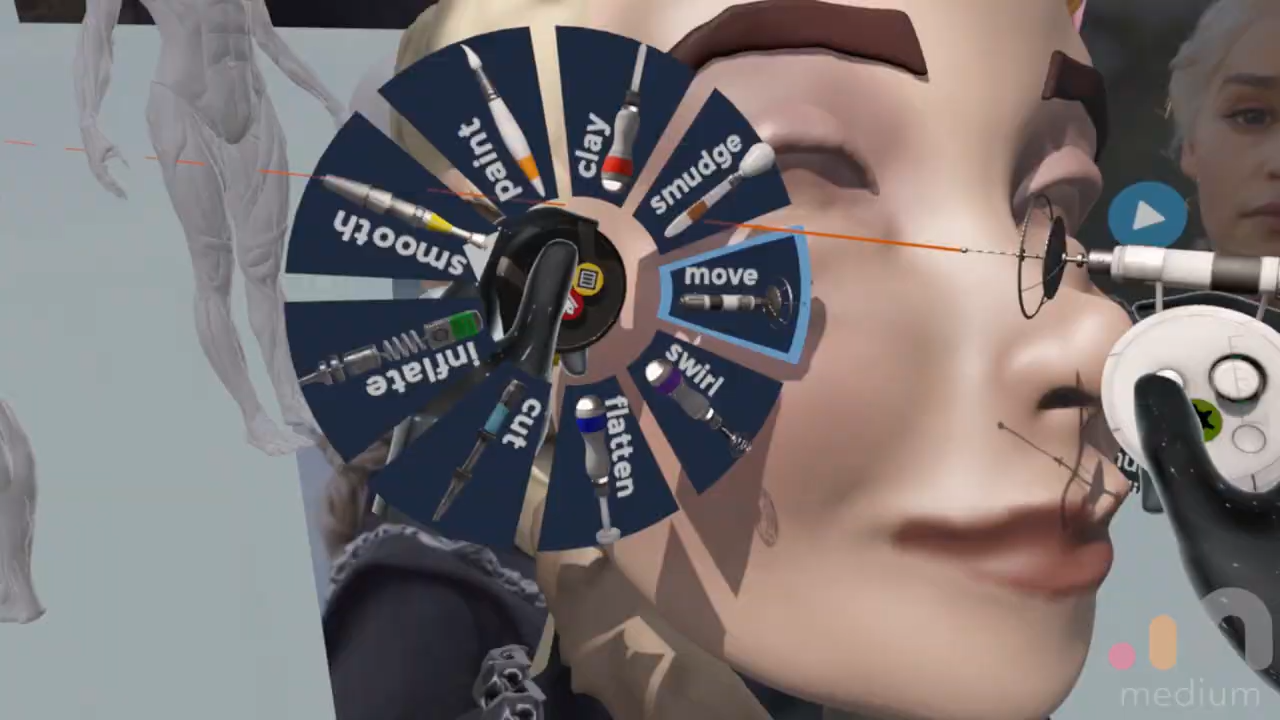 paint
clay
smudge
smooth
move
inflate
swirl
cut
flatten
medium